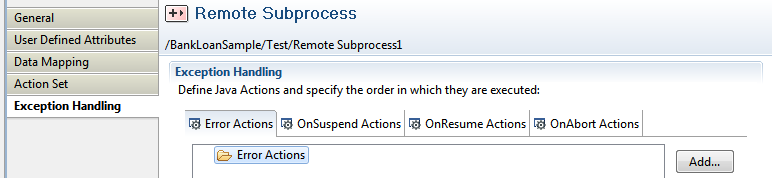 General
User Defined Attributes
Data Mapping
Action Set
Exception Handling
Remote Subprocess
/BankLoanSample/Test/Remote Subprocess1
Exception Handling
Define Java Actions and specify the order in which they are executed:
Error Actions OnSuspend Actions OnResume Actions OnAbort Actions
Error Actions
Add...